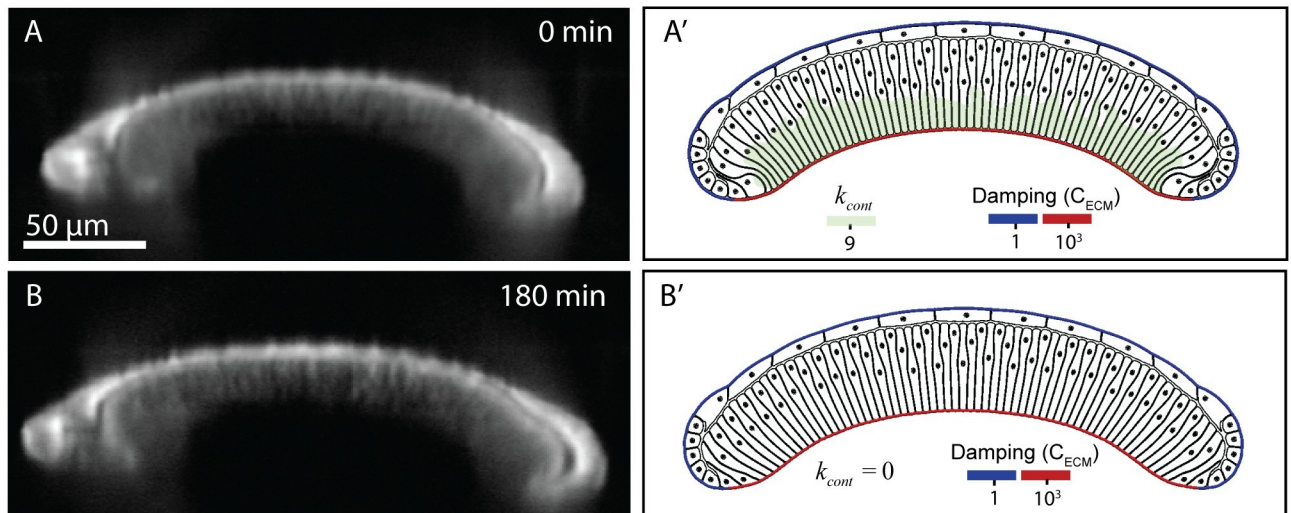 A
0 min
50 µm
A′
k_cont
9
Damping (C_ECM)
1 10³
B
180 min
B′
k_cont = 0
Damping (C_ECM)
1 10³